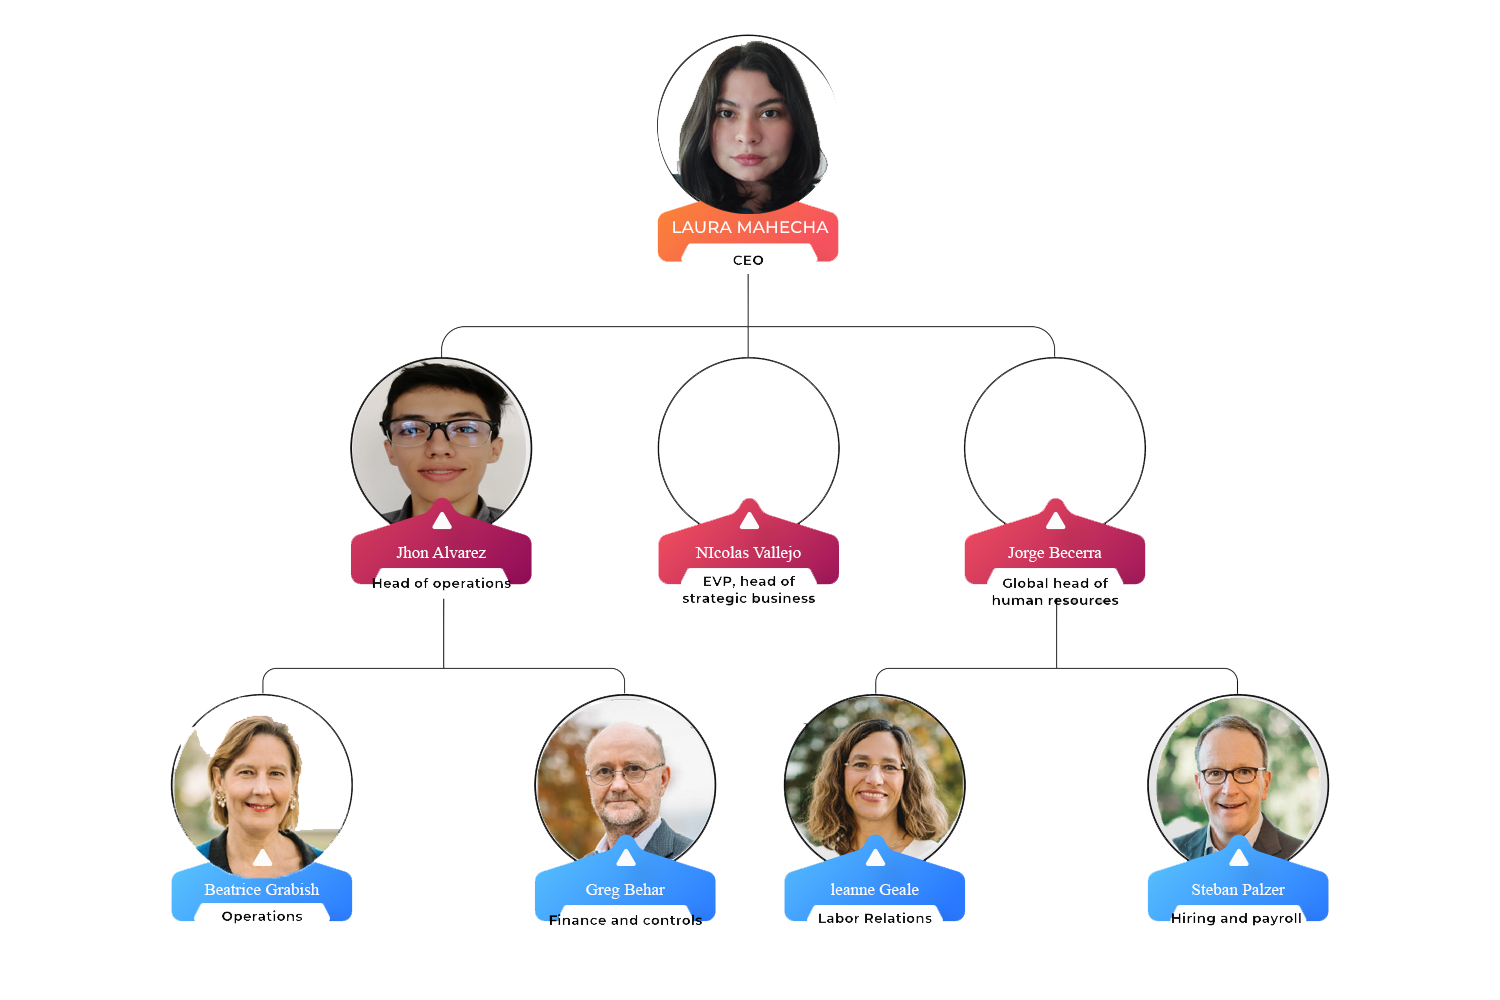 LAURA MAHECHA
CEO
Jhon Alvarez
Head of operations
NIcolas Vallejo
EVP, head of
strategic business
Jorge Becerra
Global head of
human resources
Beatrice Grabish
Operations
Greg Behar
Finance and controls
leanne Geale
Labor Relations
Steban Palzer
Hiring and payroll